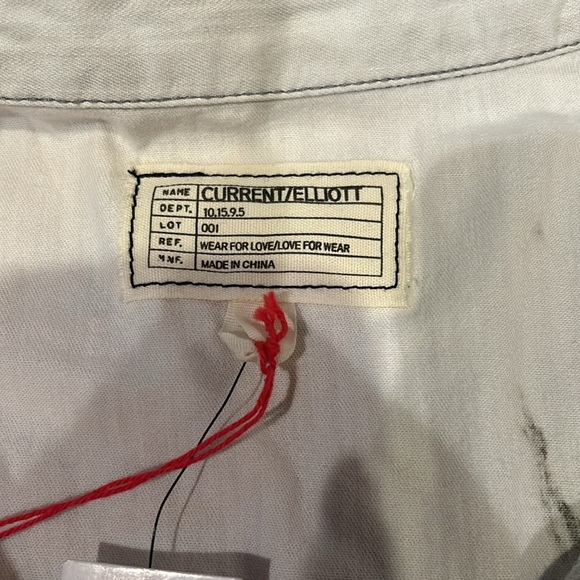 NAME CURRENT/ELLIOTT
DEPT. 10.15.9.5
LOT 001
REF. WEAR FOR LOVE/LOVE FOR WEAR
MNF. MADE IN CHINA